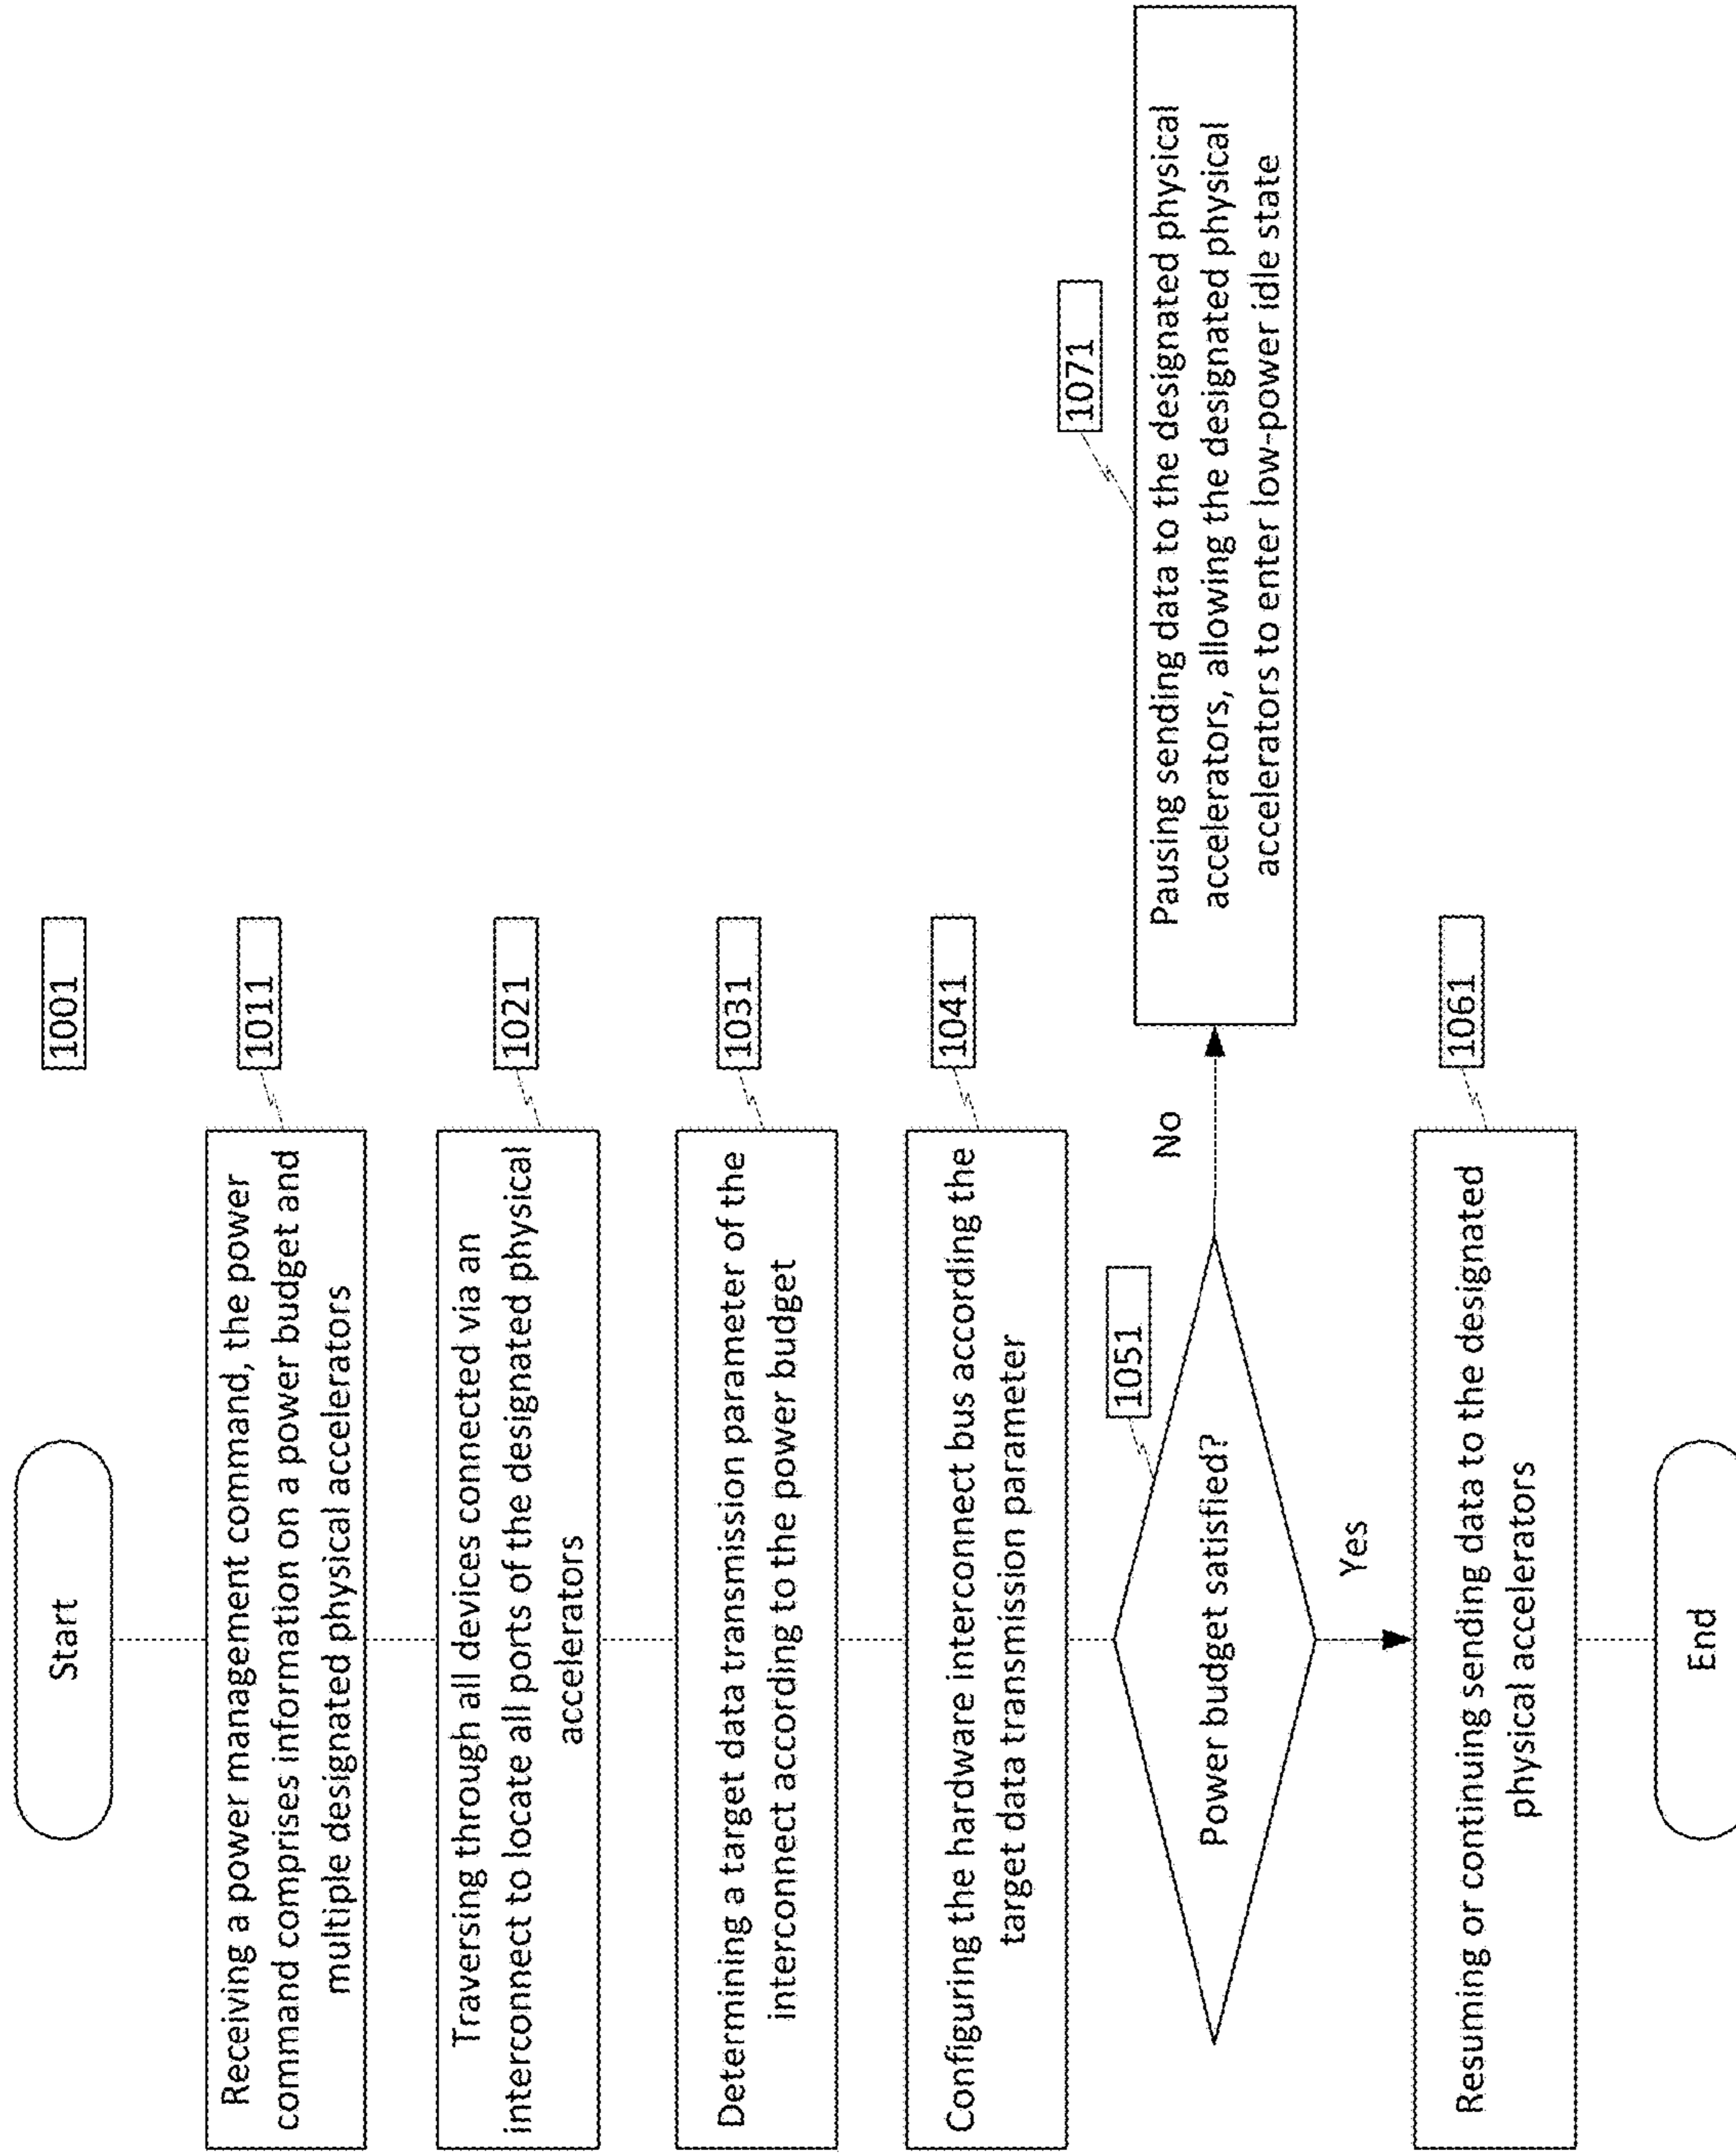 1001
Start
1011
Receiving a power management command, the power
command comprises information on a power budget and
multiple designated physical accelerators
1021
Traversing through all devices connected via an
interconnect to locate all ports of the designated physical
accelerators
1031
Determining a target data transmission parameter of the
interconnect according to the power budget
1041
Configuring the hardware interconnect bus according the
target data transmission parameter
1051
Power budget satisfied?
No
1071
Pausing sending data to the designated physical
accelerators, allowing the designated physical
accelerators to enter low-power idle state
Yes
1061
Resuming or continuing sending data to the designated
physical accelerators
End